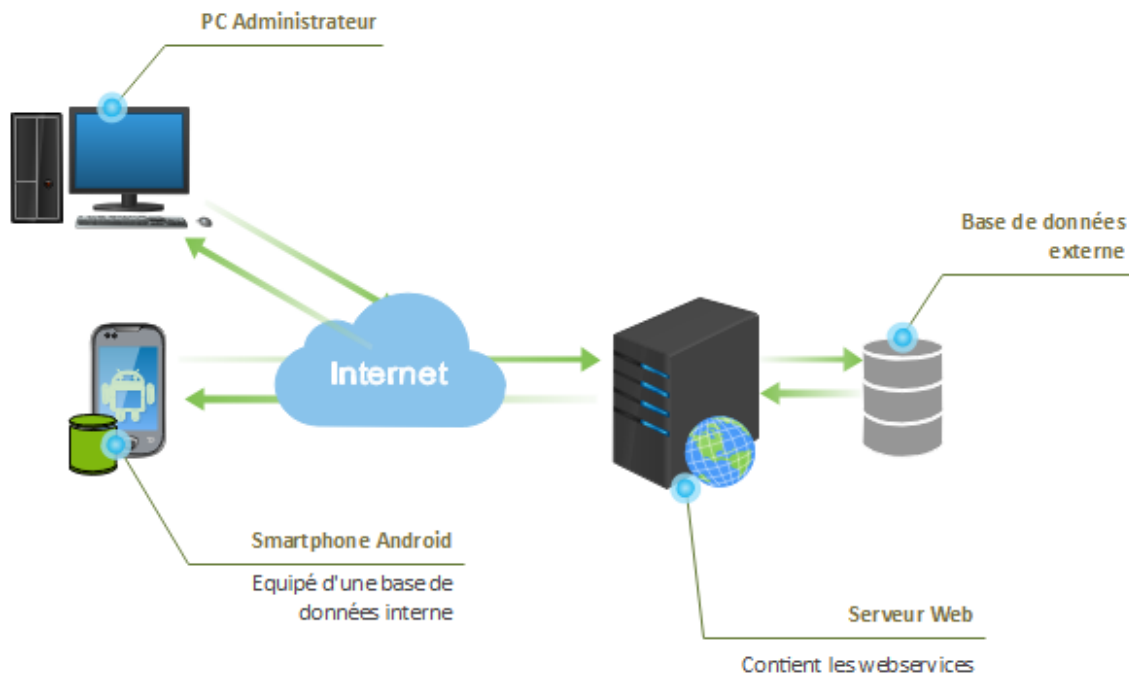 PC Administrateur
Base de données
externe
Internet
Smartphone Android
Equipé d'une base de
données interne
Serveur Web
Contient les webservices